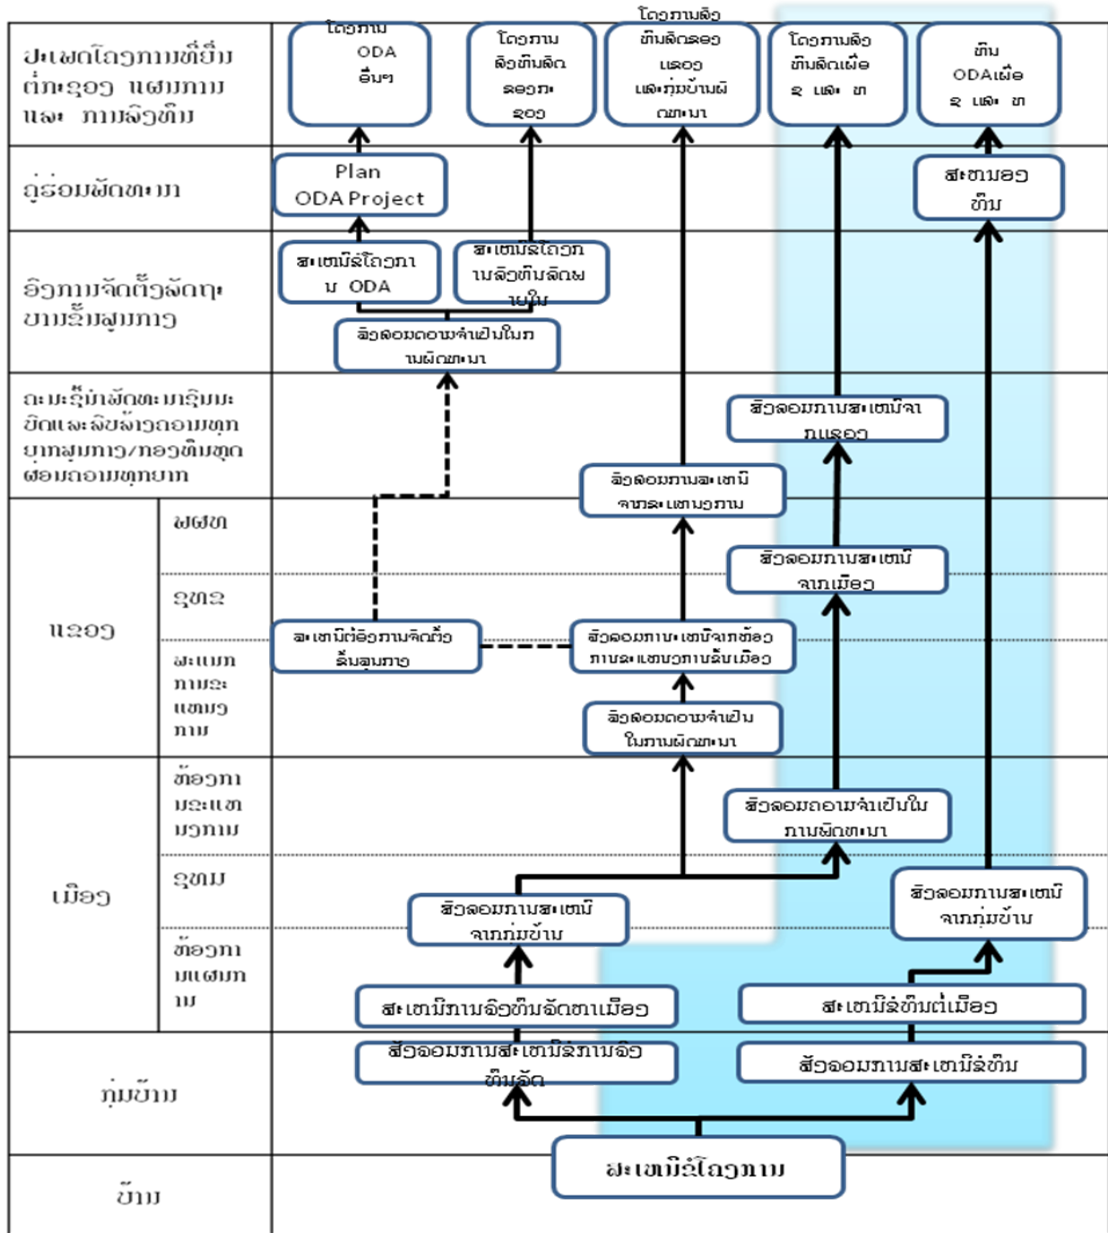 ປະເພດໂຄງການທີ່ຍື່ນ
ຕໍ່ກະຊວງ ແຜນການ
ແລະ ການລົງທຶນ
ໂຄງການ
ODA
ອື່ນໆ
ໂຄງການ
ລົງທຶນລັດ
ຂອງກະ
ຊວງ
ໂຄງການລົງ
ທຶນລັດຂອງ
ແຂວງ
ແລະກຸ່ມບ້ານພັ
ດທະນາ
ໂຄງການລົງ
ທຶນລັດເພື່ອ
ຊ ແລະ ທ
ທຶນ
ODAເພື່ອ
ຊ ແລະ ທ
ຄູ່ຮ່ວມພັດທະນາ
Plan
ODA Project
ສະເຫນອງ
ທຶນ
ອົງການຈັດຕັ້ງລັດຖະ
ບານຂັ້ນສູນກາງ
ສະເຫນີຂໍໂຄງກາ
ນ ODA
ສະເຫນີຂໍໂຄງກ
ານລົງທຶນລັດພ
າຍໃນ
ສັງລວມຄວາມຈຳເປັນໃນກ
ານພັດທະນາ
ຄະນະຊີ້ນຳພັດທະນາຊົນນະ
ບົດແລະລົບລ້າງຄວາມທຸກ
ຍາກສູນກາງ/ກອງທຶນຫຼຸດ
ຜ່ອນຄວາມທຸກຍາກ
ສັງລວມການສະເຫນີຈາ
ກແຂວງ
ສັງລວມການສະເຫນີ
ຈາກຂະແຫນງການ
ແຂວງ
ຜຜທ
ສັງລວມການສະເຫນີ
ຈາກເມືອງ
ຊທຂ
ສະເຫນີຕໍ່ອົງການຈັດຕັ້ງ
ຂັ້ນສູນກາງ
ສັງລວມການະເຫນີຈາກຫ້ອງ
ການຂະແຫນງການຂັ້ນເມືອງ
ພະແນກ
ການຂະ
ແຫນງ
ການ
ສັງລວມຄວາມຈຳເປັນ
ໃນການພັດທະນາ
ເມືອງ
ຫ້ອງກາ
ນຂະແຫ
ນງການ
ສັງລວມຄວາມຈຳເປັນໃນ
ການພັດທະນາ
ຊທມ
ສັງລວມການສະເຫນີ
ຈາກກຸ່ມບ້ານ
ສັງລວມການສະເຫນີ
ຈາກກຸ່ມບ້ານ
ຫ້ອງກາ
ນແຜນກາ
ນ
ສະເຫນີການລົງທຶນລັດຫາເມືອງ
ສະເຫນີຂໍທຶນຕໍ່ເມືອງ
ກຸ່ມບ້ານ
ສັງລວມການສະເຫນີຂໍການລົງ
ທຶນລັດ
ສັງລວມການສະເຫນີຂໍທຶນ
ບ້ານ
ສະເຫນີຂໍໂຄງການ